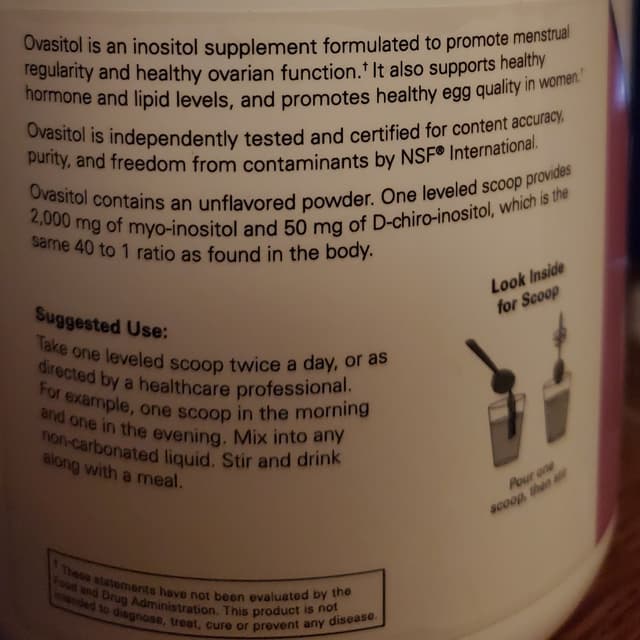 Ovasitol is an inositol supplement formulated to promote menstrual
regularity and healthy ovarian function.† It also supports healthy
hormone and lipid levels, and promotes healthy egg quality in women.†
Ovasitol is independently tested and certified for content accuracy,
purity, and freedom from contaminants by NSF® International.
Ovasitol contains an unflavored powder. One leveled scoop provides
2,000 mg of myo-inositol and 50 mg of D-chiro-inositol, which is the
same 40 to 1 ratio as found in the body.
Look Inside
for Scoop
Suggested Use:
Take one leveled scoop twice a day, or as
directed by a healthcare professional.
For example, one scoop in the morning
and one in the evening. Mix into any
non-carbonated liquid. Stir and drink
along with a meal.
Pour one
scoop, then stir
† These statements have not been evaluated by the
Food and Drug Administration. This product is not
intended to diagnose, treat, cure or prevent any disease.